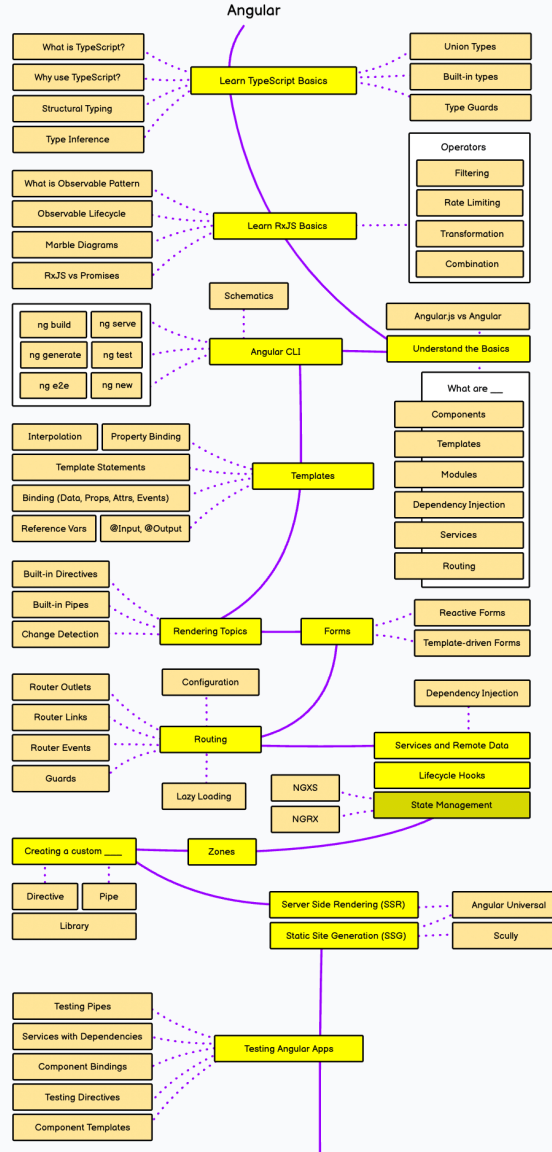 Angular
What is TypeScript?
Why use TypeScript?
Structural Typing
Type Inference
Learn TypeScript Basics
Union Types
Built-in types
Type Guards
What is Observable Pattern
Observable Lifecycle
Marble Diagrams
RxJS vs Promises
Learn RxJS Basics
Operators
Filtering
Rate Limiting
Transformation
Combination
Schematics
ng build
ng serve
ng generate
ng test
ng e2e
ng new
Angular CLI
Angular.js vs Angular
Understand the Basics
What are __
Components
Templates
Modules
Dependency Injection
Services
Routing
Interpolation
Property Binding
Template Statements
Binding (Data, Props, Attrs, Events)
Reference Vars
@Input, @Output
Templates
Built-in Directives
Built-in Pipes
Change Detection
Rendering Topics
Forms
Reactive Forms
Template-driven Forms
Router Outlets
Router Links
Router Events
Guards
Configuration
Routing
Lazy Loading
Dependency Injection
Services and Remote Data
Lifecycle Hooks
State Management
NGXS
NGRX
Zones
Creating a custom ___
Directive
Pipe
Library
Server Side Rendering (SSR)
Static Site Generation (SSG)
Angular Universal
Scully
Testing Pipes
Services with Dependencies
Component Bindings
Testing Directives
Component Templates
Testing Angular Apps